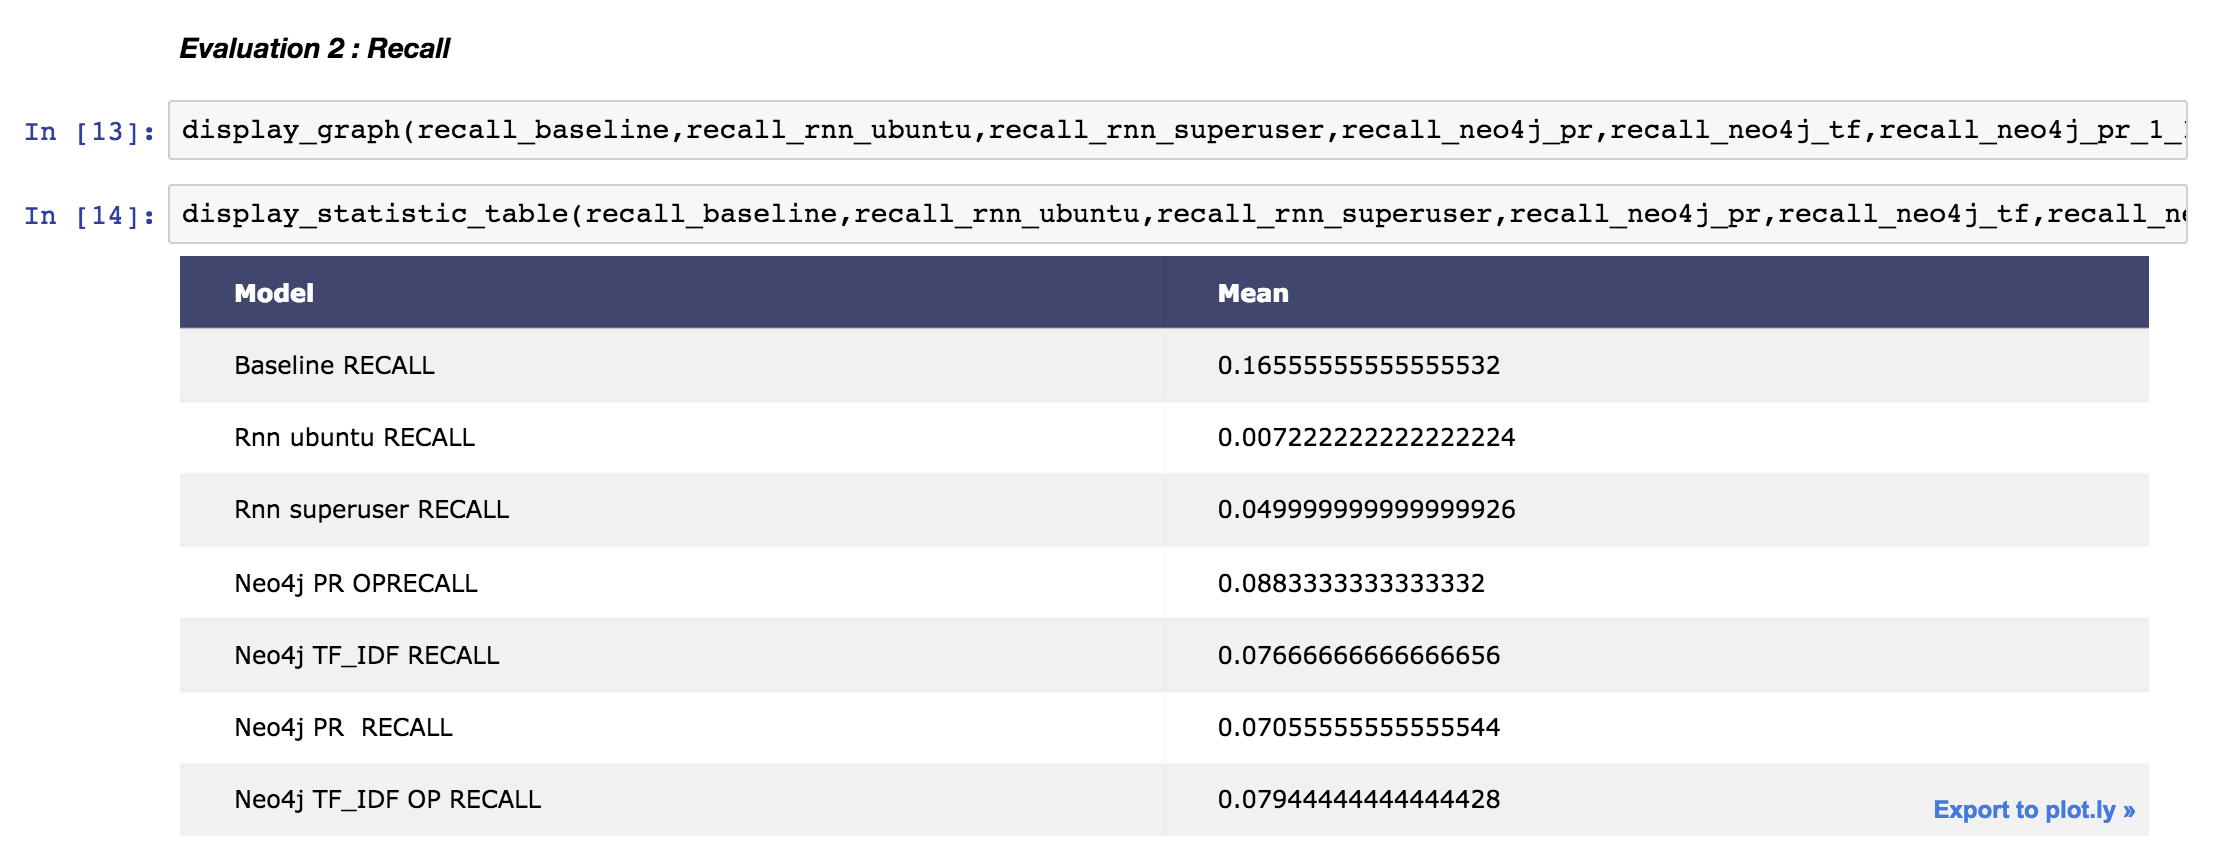 Evaluation 2 : Recall
In [13]: display_graph(recall_baseline,recall_rnn_ubuntu,recall_rnn_superuser,recall_neo4j_pr,recall_neo4j_tf,recall_neo4j_pr_1_
In [14]: display_statistic_table(recall_baseline,recall_rnn_ubuntu,recall_rnn_superuser,recall_neo4j_pr,recall_neo4j_tf,recall_ne
Model Mean
Baseline RECALL 0.16555555555555532
Rnn ubuntu RECALL 0.007222222222222224
Rnn superuser RECALL 0.049999999999999926
Neo4j PR OPRECALL 0.0883333333333332
Neo4j TF_IDF RECALL 0.07666666666666656
Neo4j PR  RECALL 0.07055555555555544
Neo4j TF_IDF OP RECALL 0.07944444444444428
Export to plot.ly »